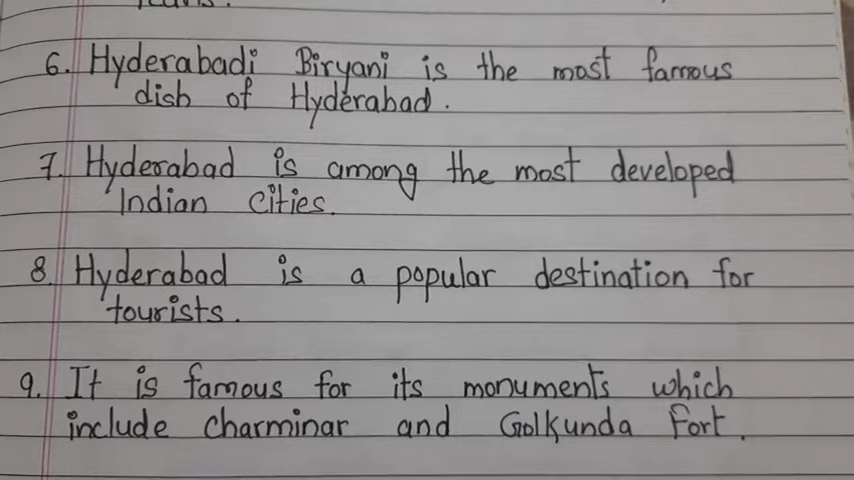 6. Hyderabadi Biryani is the most famous
dish of Hyderabad.
7. Hyderabad is among the most developed
Indian cities.
8. Hyderabad is a popular destination for
tourists.
9. It is famous for its monuments which
include charminar and Golkunda Fort.